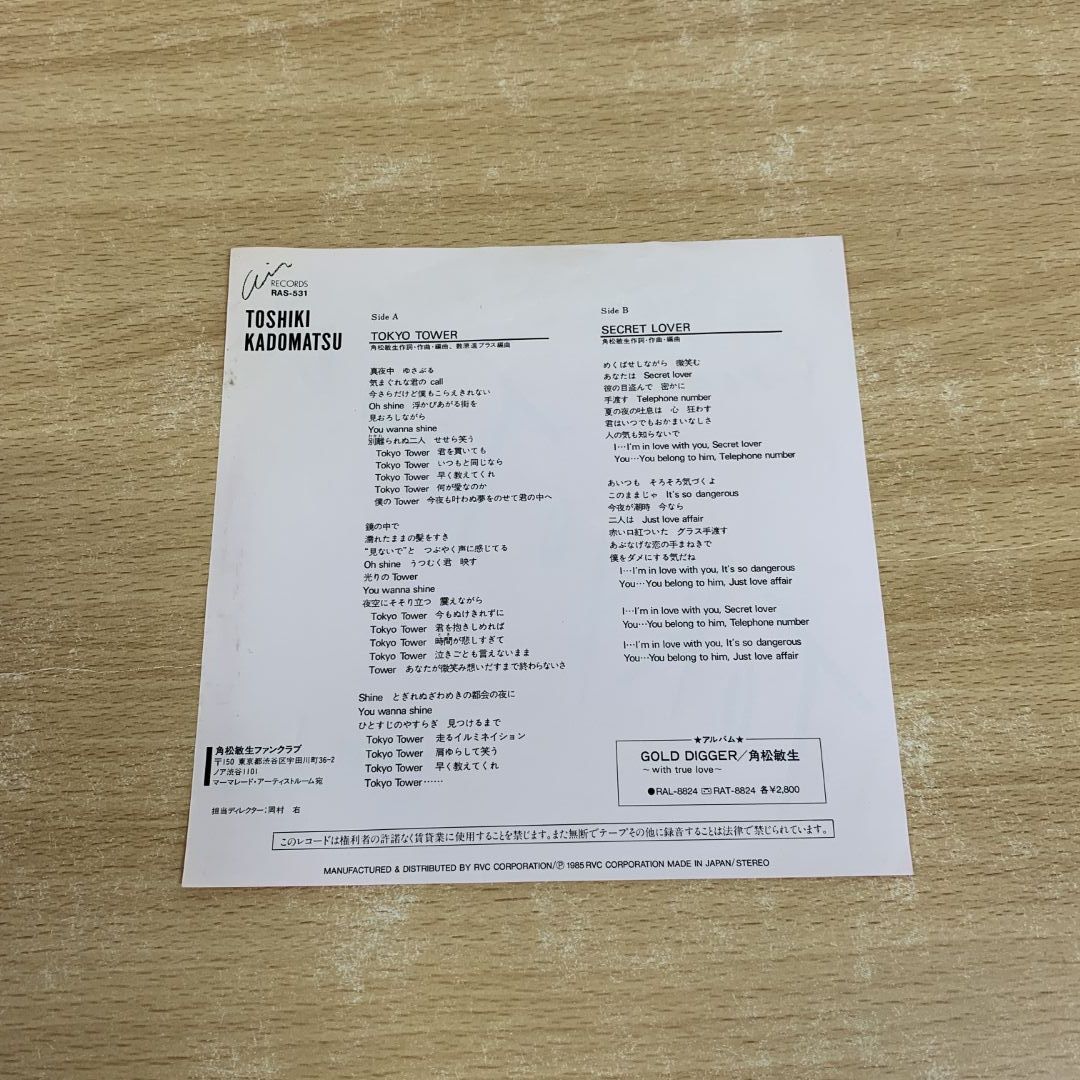 Air
RECORDS
RAS-531
TOSHIKI
KADOMATSU
Side A
TOKYO TOWER
角松敏生作詞・作曲・編曲、数原晋ブラス編曲
真夜中　ゆさぶる
気まぐれな君の call
今さらだけど僕もこらえきれない
Oh shine　浮かびあがる街を
見おろしながら
You wanna shine
別離られぬ二人　せせら笑う
Tokyo Tower　君を貫いても
Tokyo Tower　いつもと同じなら
Tokyo Tower　早く教えてくれ
Tokyo Tower　何が愛なのか
僕の Tower　今夜も叶わぬ夢をのせて君の中へ
鏡の中で
濡れたままの髪をすき
“見ないで”と　つぶやく声に感じてる
Oh shine　うつむく君　映す
光りの Tower
You wanna shine
夜空にそそり立つ　震えながら
Tokyo Tower　今もぬけきれずに
Tokyo Tower　君を抱きしめれば
Tokyo Tower　時間が悲しすぎて
Tokyo Tower　泣きごとも言えないまま
Tower　あなたが微笑み想いだすまで終わらないさ
Shine　とぎれぬざわめきの都会の夜に
You wanna shine
ひとすじのやすらぎ　見つけるまで
Tokyo Tower　走るイルミネイション
Tokyo Tower　肩ゆらして笑う
Tokyo Tower　早く教えてくれ
Tokyo Tower……
Side B
SECRET LOVER
角松敏生作詞・作曲・編曲
めくばせしながら　微笑む
あなたは　Secret lover
彼の目盗んで　密かに
手渡す　Telephone number
夏の夜の吐息は　心　狂わす
君はいつでもおかまいなしさ
人の気も知らないで
I…I'm in love with you, Secret lover
You…You belong to him, Telephone number
あいつも　そろそろ気づくよ
このままじゃ　It's so dangerous
今夜が潮時　今なら
二人は　Just love affair
赤い口紅ついた　グラス手渡す
あぶなげな恋の手まねきで
僕をダメにする気だね
I…I'm in love with you, It's so dangerous
You…You belong to him, Just love affair
I…I'm in love with you, Secret lover
You…You belong to him, Telephone number
I…I'm in love with you, It's so dangerous
You…You belong to him, Just love affair
★アルバム★
GOLD DIGGER／角松敏生
～with true love～
●RAL-8824 RAT-8824 各¥2,800
角松敏生ファンクラブ
〒150 東京都渋谷区宇田川町36-2
ノア渋谷1101
マーマレード・アーティストルーム宛
担当ディレクター：岡村　右
このレコードは権利者の許諾なく賃貸業に使用することを禁じます。また無断でテープその他に録音することは法律で禁じられています。
MANUFACTURED & DISTRIBUTED BY RVC CORPORATION/Ⓟ1985 RVC CORPORATION MADE IN JAPAN/STEREO